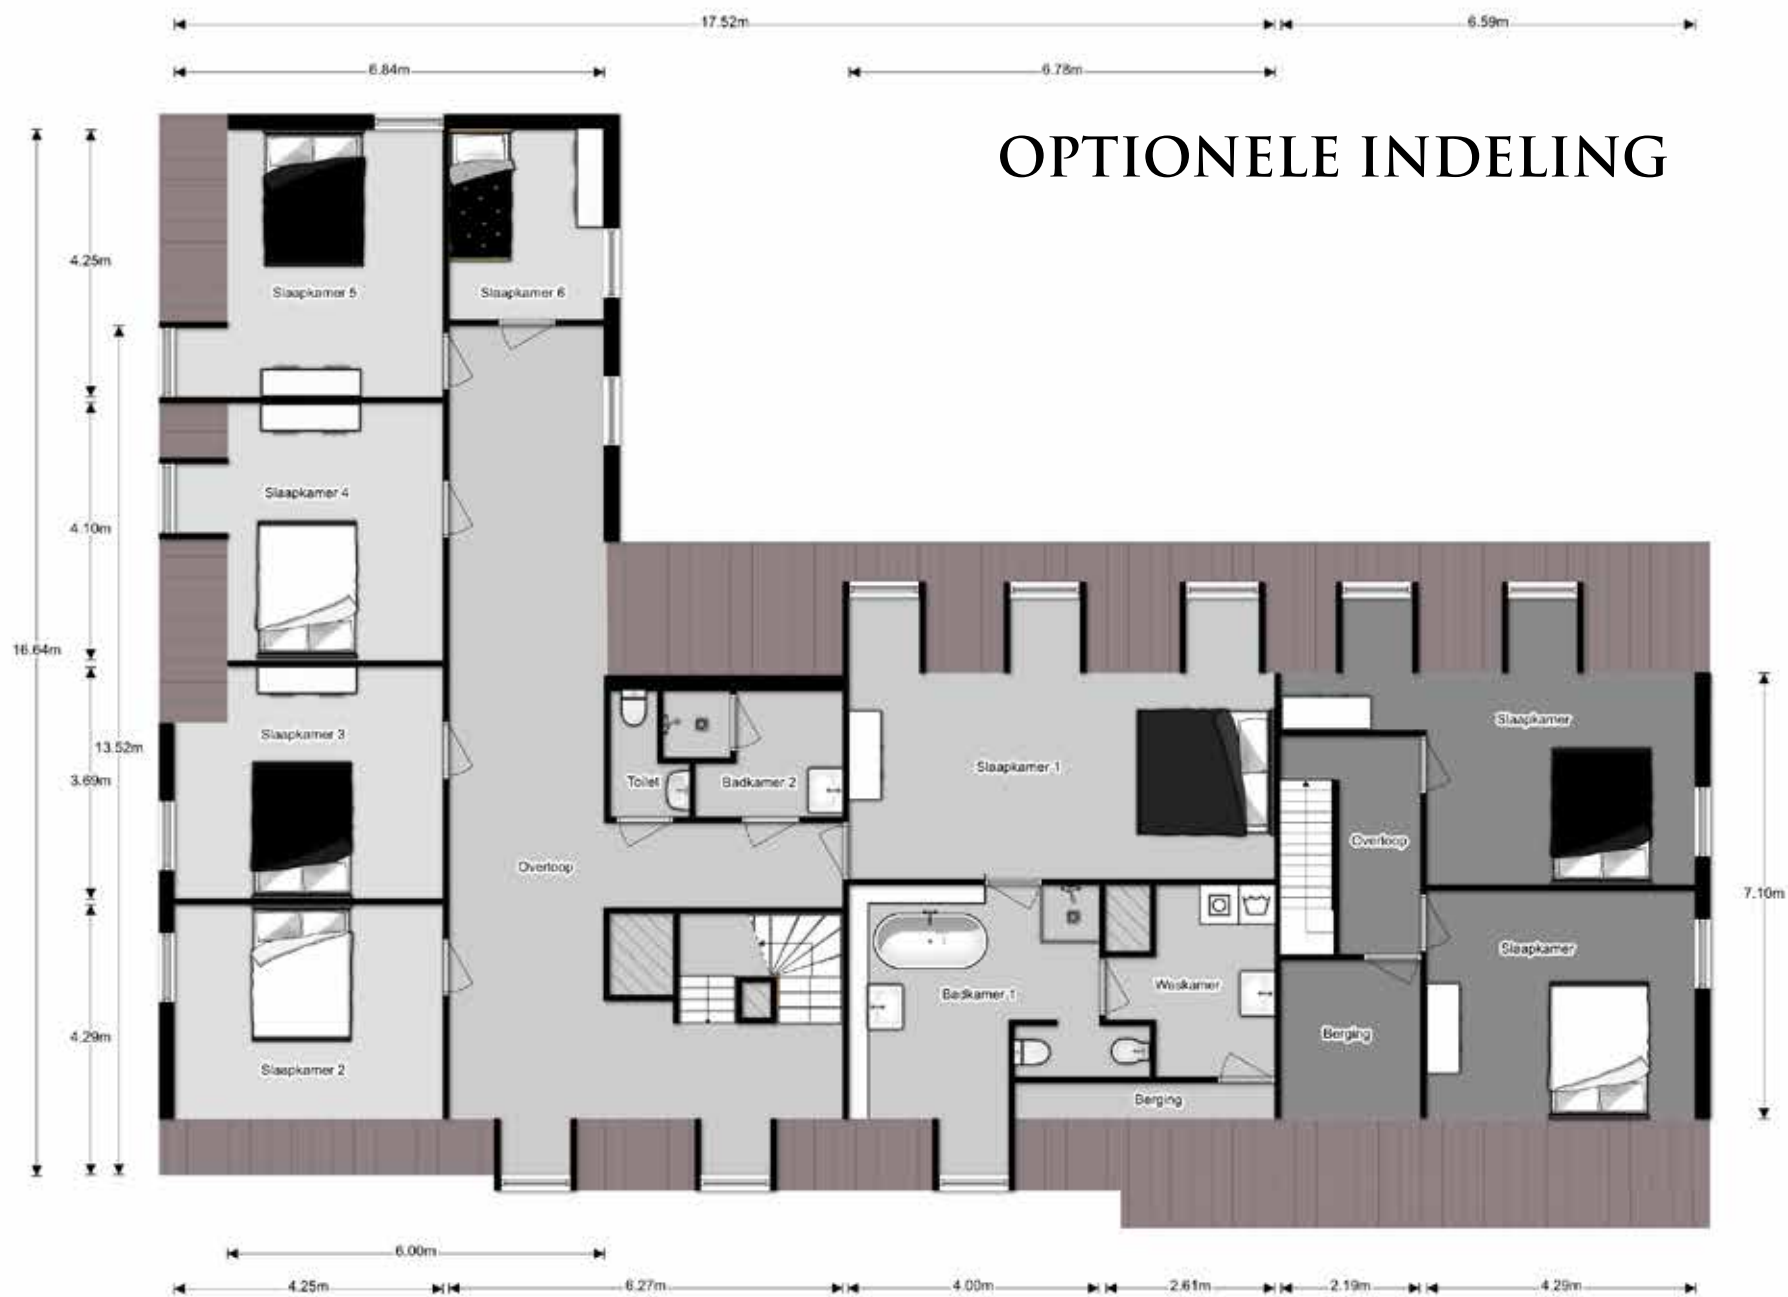 17.52m 6.59m
6.84m 6.78m
OPTIONELE INDELING
4.25m
Slaapkamer 5 Slaapkamer 6
Slaapkamer 4
4.10m
16.64m
Slaapkamer 3
13.52m
3.69m
Toilet Badkamer 2
Slaapkamer 1
Slaapkamer
Overloop
Overloop
7.10m
Slaapkamer
Badkamer 1 Waskamer
4.29m
Berging
Slaapkamer 2
Berging
6.00m
4.25m 6.27m 4.00m 2.61m 2.19m 4.29m